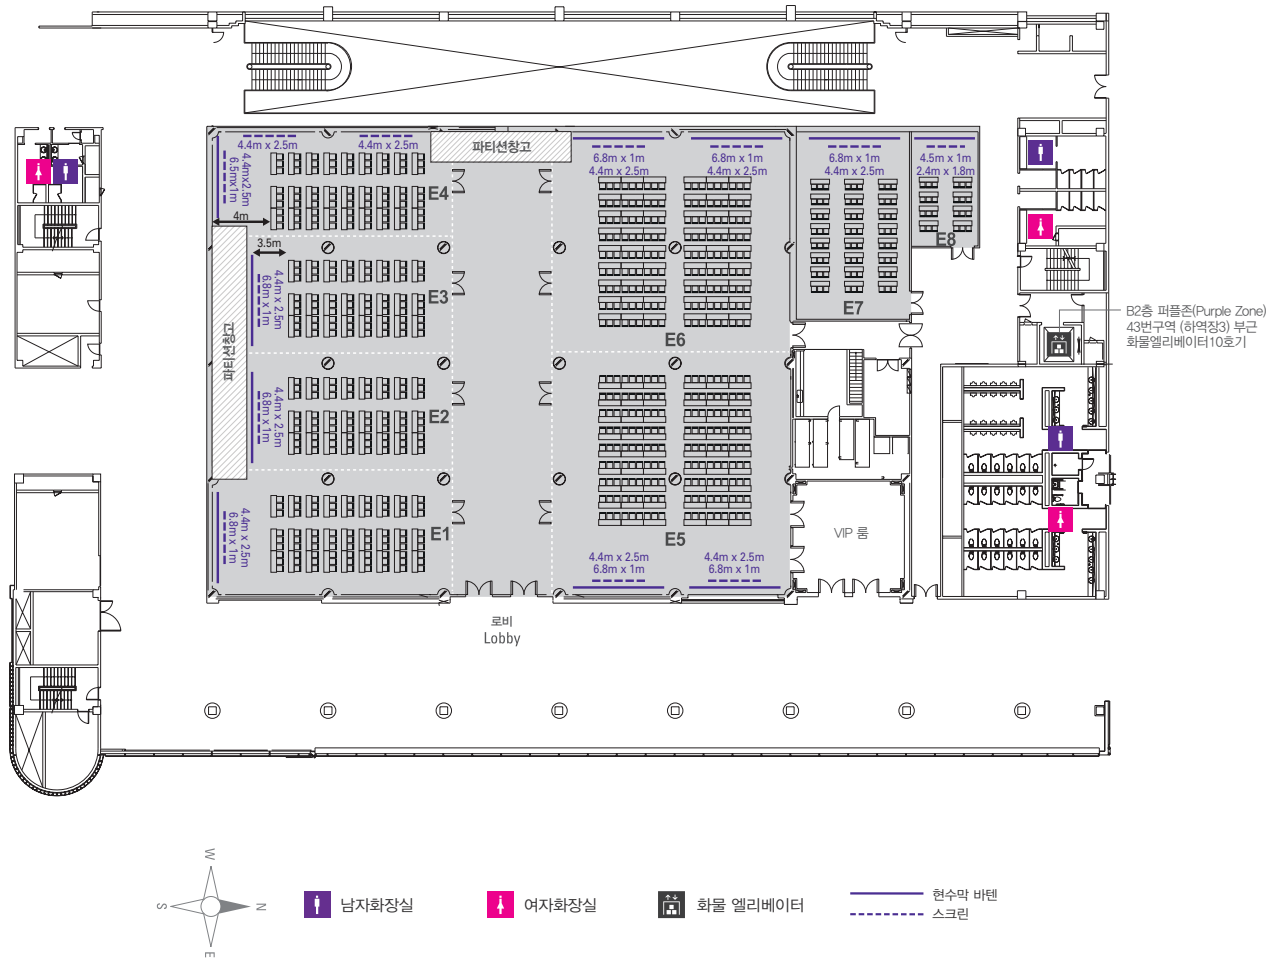 4.4m x 2.5m
4.4m x 2.5m
파티션창고
6.8m x 1m
4.4m x 2.5m
6.8m x 1m
4.4m x 2.5m
6.8m x 1m
4.4m x 2.5m
4.5m x 1m
2.4m x 1.8m
4.4mx2.5m
6.5mx1m
E4
4m
3.5m
E8
4.4m x 2.5m
6.8m x 1m
E3
E7
파티션창고
E6
B2층 퍼플존(Purple Zone)
43번구역 (하역장3) 부근
화물엘리베이터10호기
4.4m x 2.5m
6.8m x 1m
E2
4.4m x 2.5m
6.8m x 1m
E1
E5
VIP 룸
4.4m x 2.5m
6.8m x 1m
4.4m x 2.5m
6.8m x 1m
로비
Lobby
W
S
N
E
남자화장실
여자화장실
화물 엘리베이터
현수막 바텐
스크린